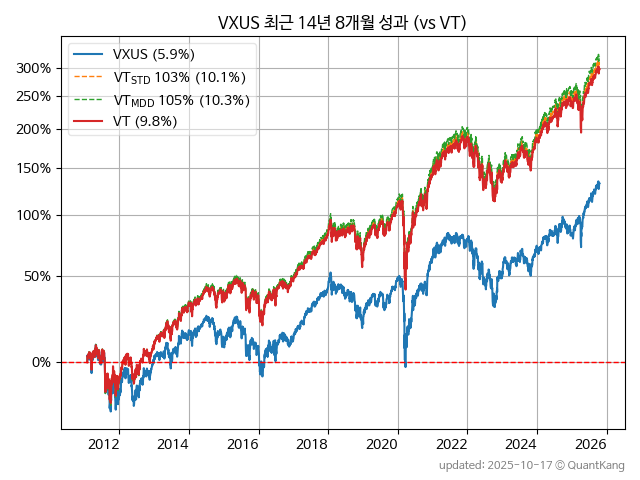 VXUS 최근 14년 8개월 성과 (vs VT)
VXUS (5.9%)
VT_STD 103% (10.1%)
VT_MDD 105% (10.3%)
VT (9.8%)
300%
250%
200%
150%
100%
50%
0%
2012 2014 2016 2018 2020 2022 2024 2026
updated: 2025-10-17 © QuantKang